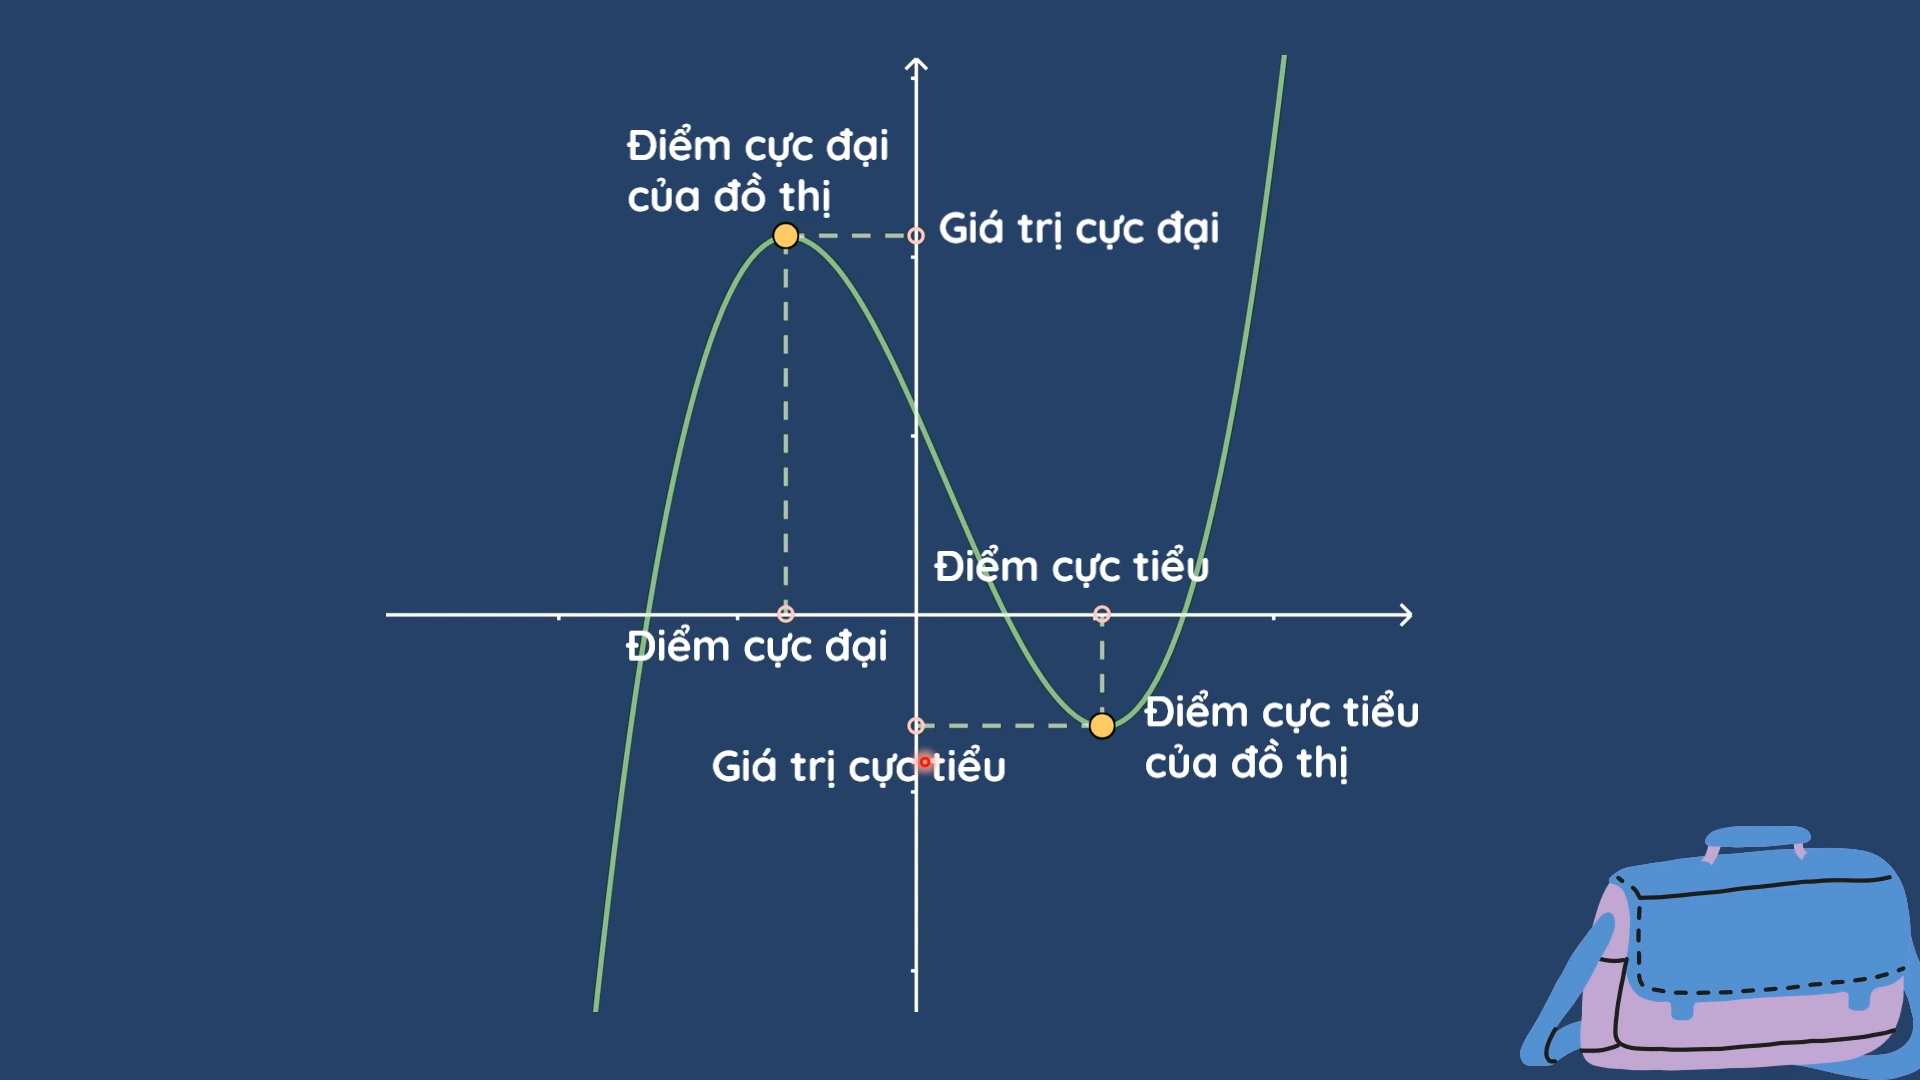 Điểm cực đại
của đồ thị
Giá trị cực đại
Điểm cực tiểu
Điểm cực đại
Điểm cực tiểu
của đồ thị
Giá trị cực tiểu